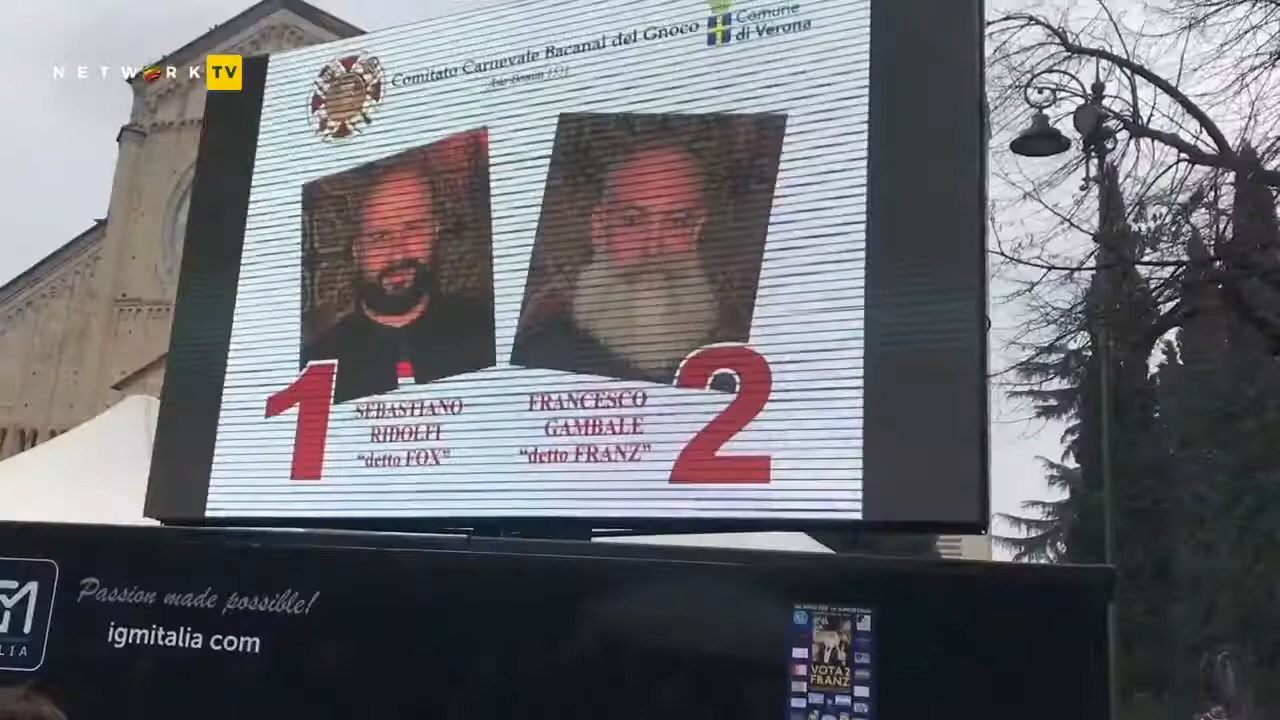 NETWORK TV
Comitato Carnevale Bacanal del Gnoco
Comune
di Verona
1
SEBASTIANO
RIDOLFI
“detto FOX”
FRANCESCO
GAMBALE
“detto FRANZ”
2
Passion made possible!
igmitalia com
VOTA 2
FRANZ